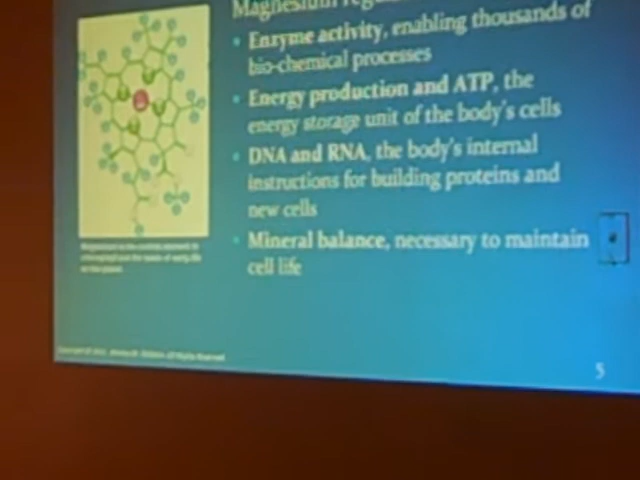 Magnesium
Enzyme activity, enabling thousands of
bio-chemical processes
Energy production and ATP, the
energy storage unit of the body's cells
DNA and RNA, the body's internal
instructions for building proteins and
new cells
Mineral balance, necessary to maintain
cell life
5